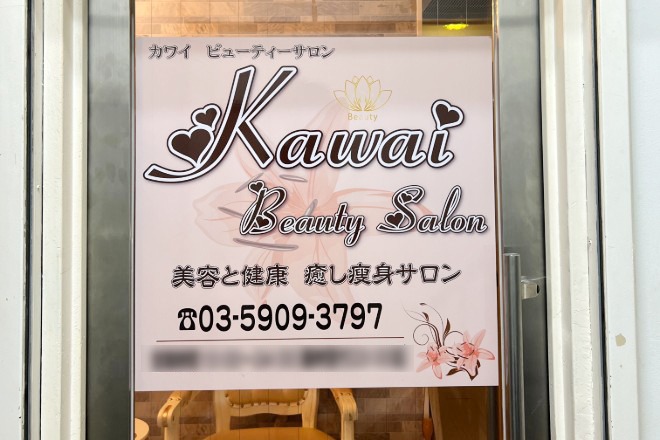 カワイ ビューティーサロン
Beauty
Kawai
Beauty Salon
美容と健康 癒し痩身サロン
☎03-5909-3797